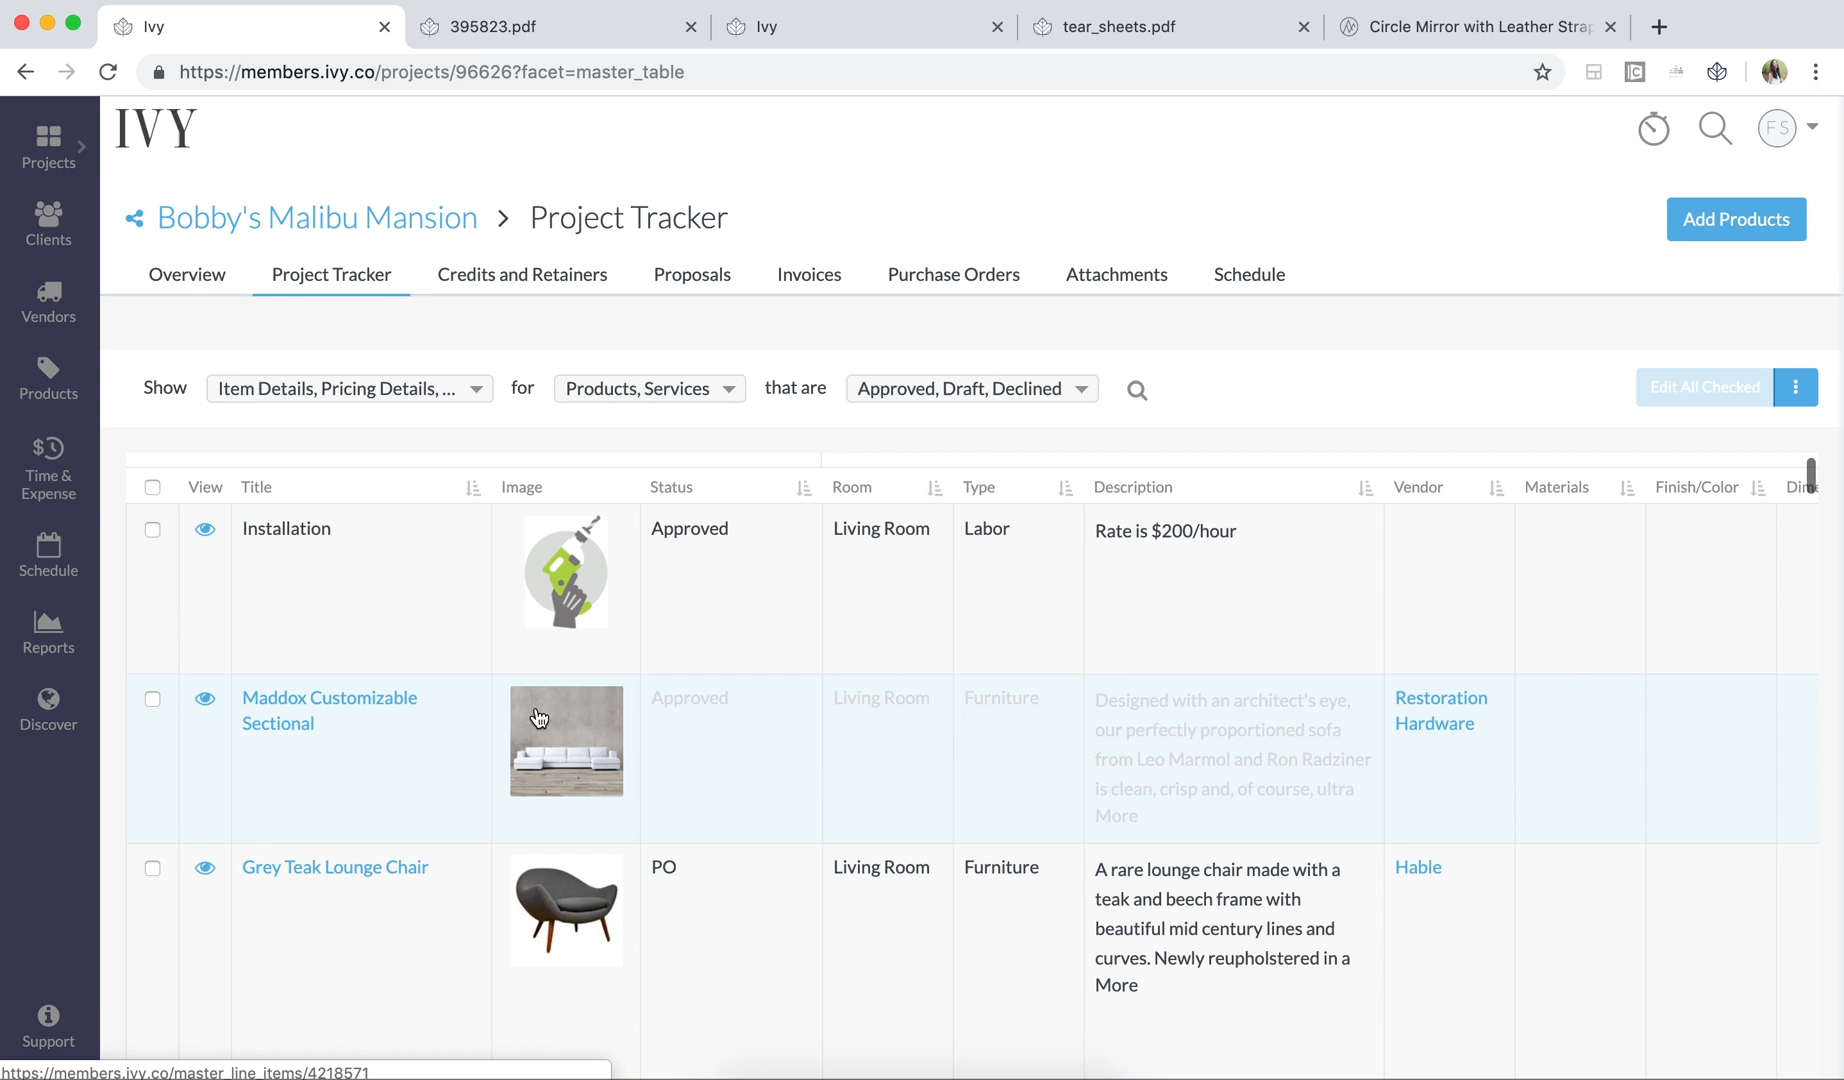 Ivy
395823.pdf
Ivy
tear_sheets.pdf
Circle Mirror with Leather Strap
https://members.ivy.co/projects/96626?facet=master_table
IVY
F S
Bobby's Malibu Mansion > Project Tracker
Add Products
Overview
Project Tracker
Credits and Retainers
Proposals
Invoices
Purchase Orders
Attachments
Schedule
Projects
Clients
Vendors
Products
Time &
Expense
Schedule
Reports
Discover
Support
Show
Item Details, Pricing Details, ...
for
Products, Services
that are
Approved, Draft, Declined
Edit All Checked
View
Title
Image
Status
Room
Type
Description
Vendor
Materials
Finish/Color
Dime
Installation
Approved
Living Room
Labor
Rate is $200/hour
Maddox Customizable
Sectional
Approved
Living Room
Furniture
Designed with an architect's eye,
our perfectly proportioned sofa
from Leo Marmol and Ron Radziner
is clean, crisp and, of course, ultra
More
Restoration
Hardware
Grey Teak Lounge Chair
PO
Living Room
Furniture
A rare lounge chair made with a
teak and beech frame with
beautiful mid century lines and
curves. Newly reupholstered in a
More
Hable
https://members.ivy.co/master_line_items/4218571